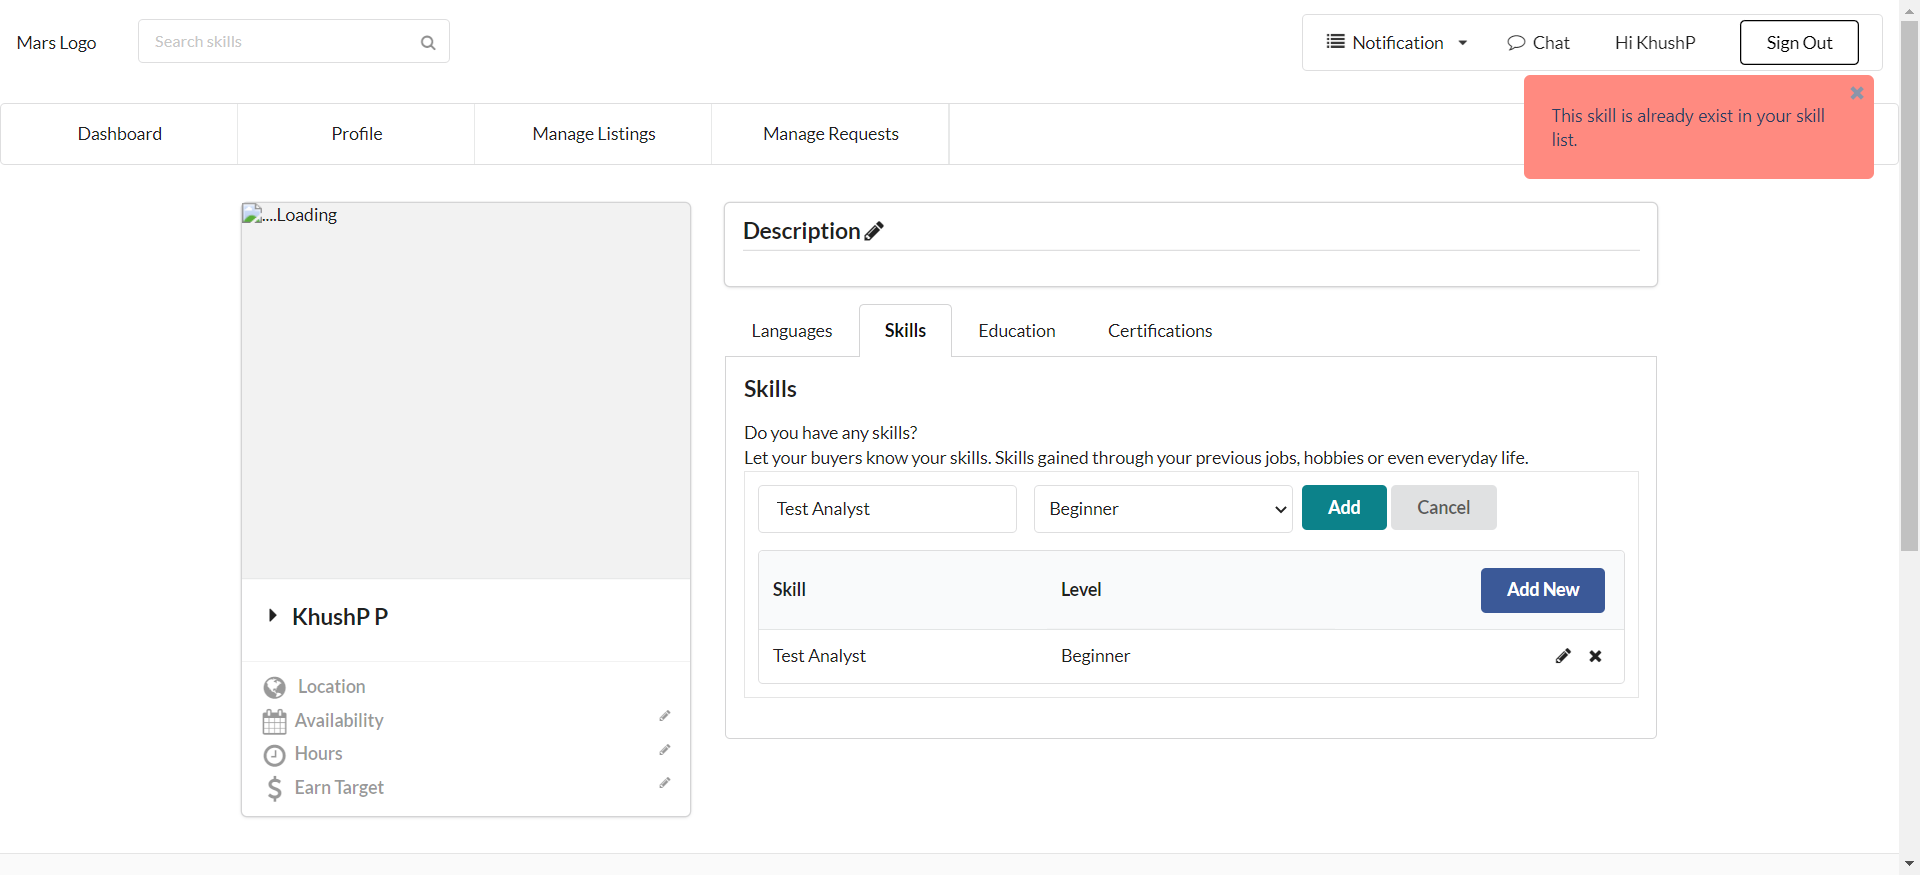 Mars Logo
Search skills
Notification
Chat
Hi KhushP
Sign Out
This skill is already exist in your skill
list.
Dashboard
Profile
Manage Listings
Manage Requests
....Loading
KhushP P
Location
Availability
Hours
Earn Target
Description
Languages
Skills
Education
Certifications
Skills
Do you have any skills?
Let your buyers know your skills. Skills gained through your previous jobs, hobbies or even everyday life.
Test Analyst
Beginner
Add
Cancel
Skill
Level
Add New
Test Analyst
Beginner